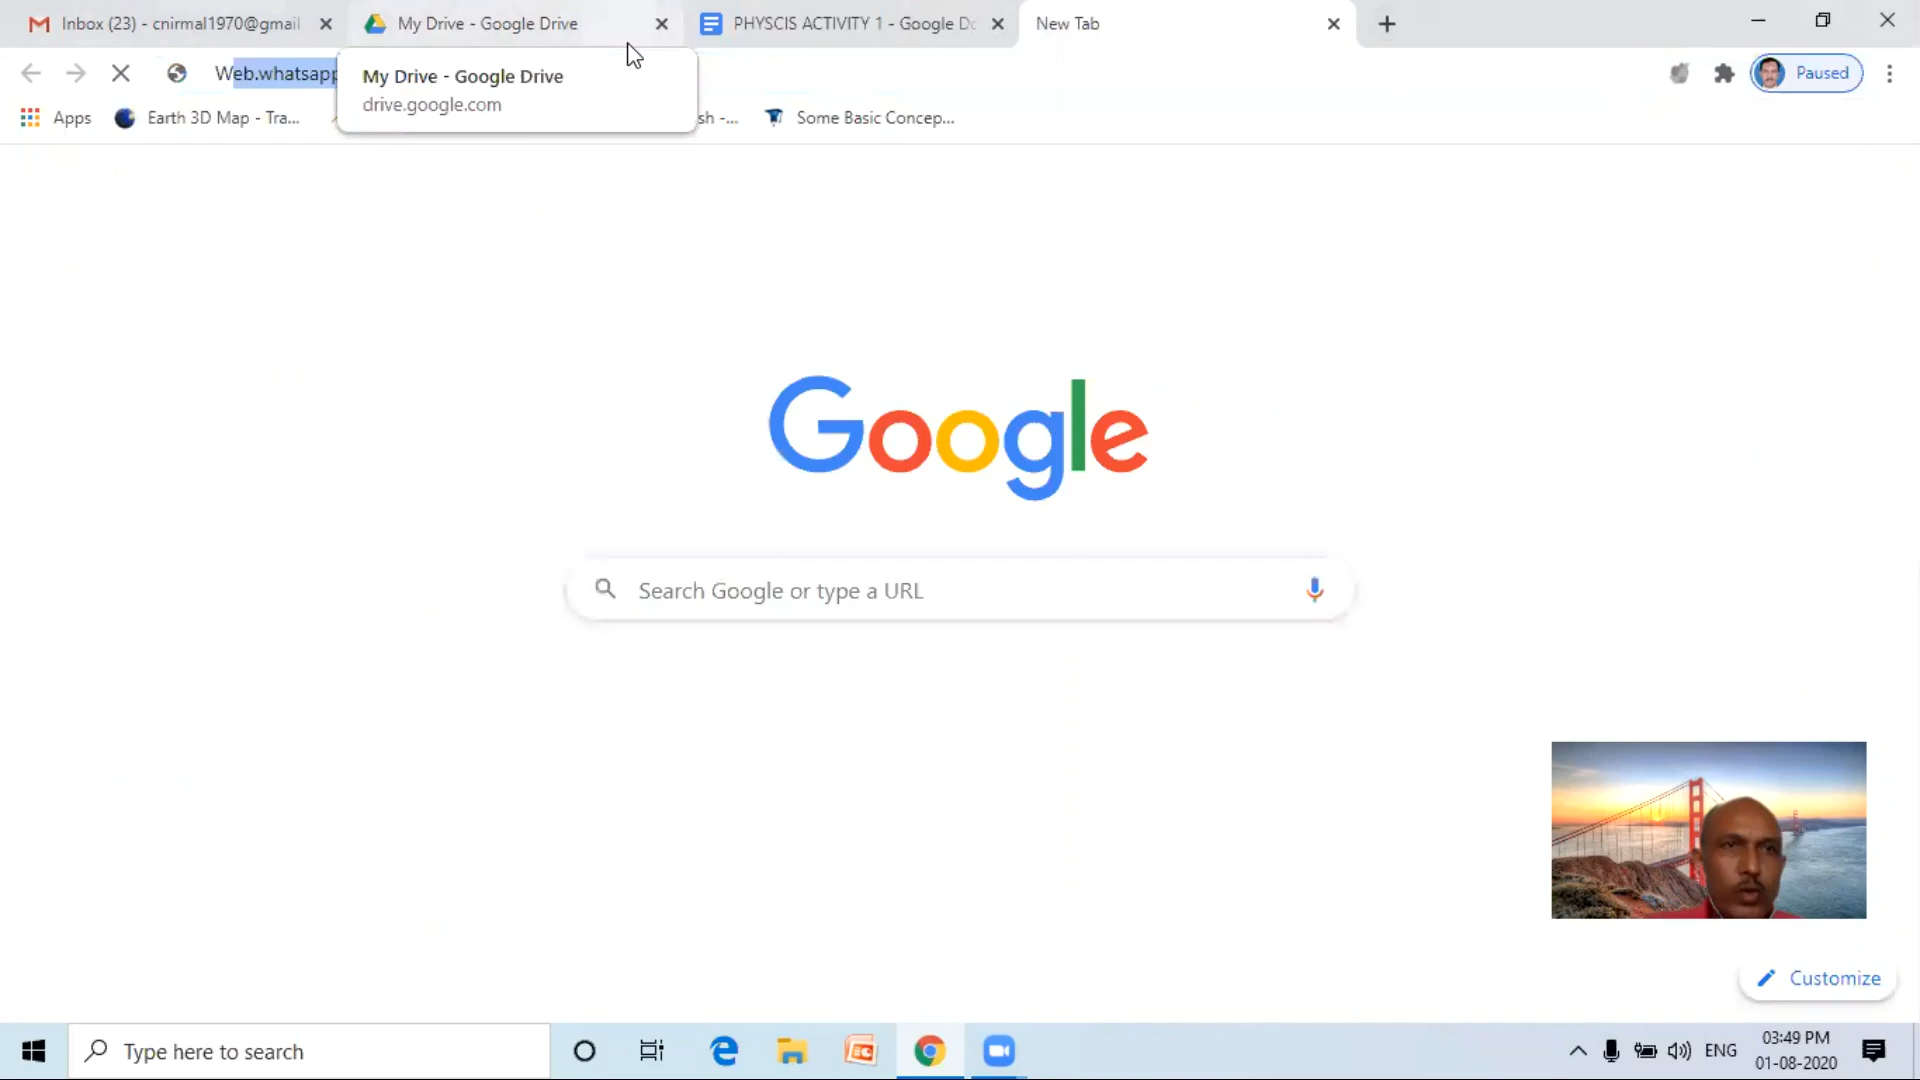 Inbox (23) - cnirmal1970@gmail
My Drive - Google Drive
PHYSCIS ACTIVITY 1 - Google Do
New Tab
Web.whatsapp
My Drive - Google Drive
drive.google.com
Paused
Apps
Earth 3D Map - Tra...
sh -...
Some Basic Concep...
Google
Search Google or type a URL
Customize
Type here to search
ENG
03:49 PM
01-08-2020